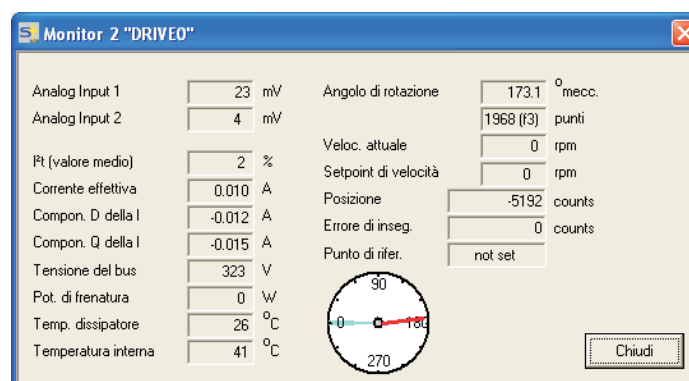 Monitor 2 "DRIVE0"
Analog Input 1 23 mV
Analog Input 2 4 mV
I²t (valore medio) 2 %
Corrente effettiva 0.010 A
Compon. D della I -0.012 A
Compon. Q della I -0.015 A
Tensione del bus 323 V
Pot. di frenatura 0 W
Temp. dissipatore 26 °C
Temperatura interna 41 °C
Angolo di rotazione 173.1 °mecc.
1968 (f3) punti
Veloc. attuale 0 rpm
Setpoint di velocità 0 rpm
Posizione -5192 counts
Errore di inseg. 0 counts
Punto di rifer. not set
90
0 180
270
Chiudi